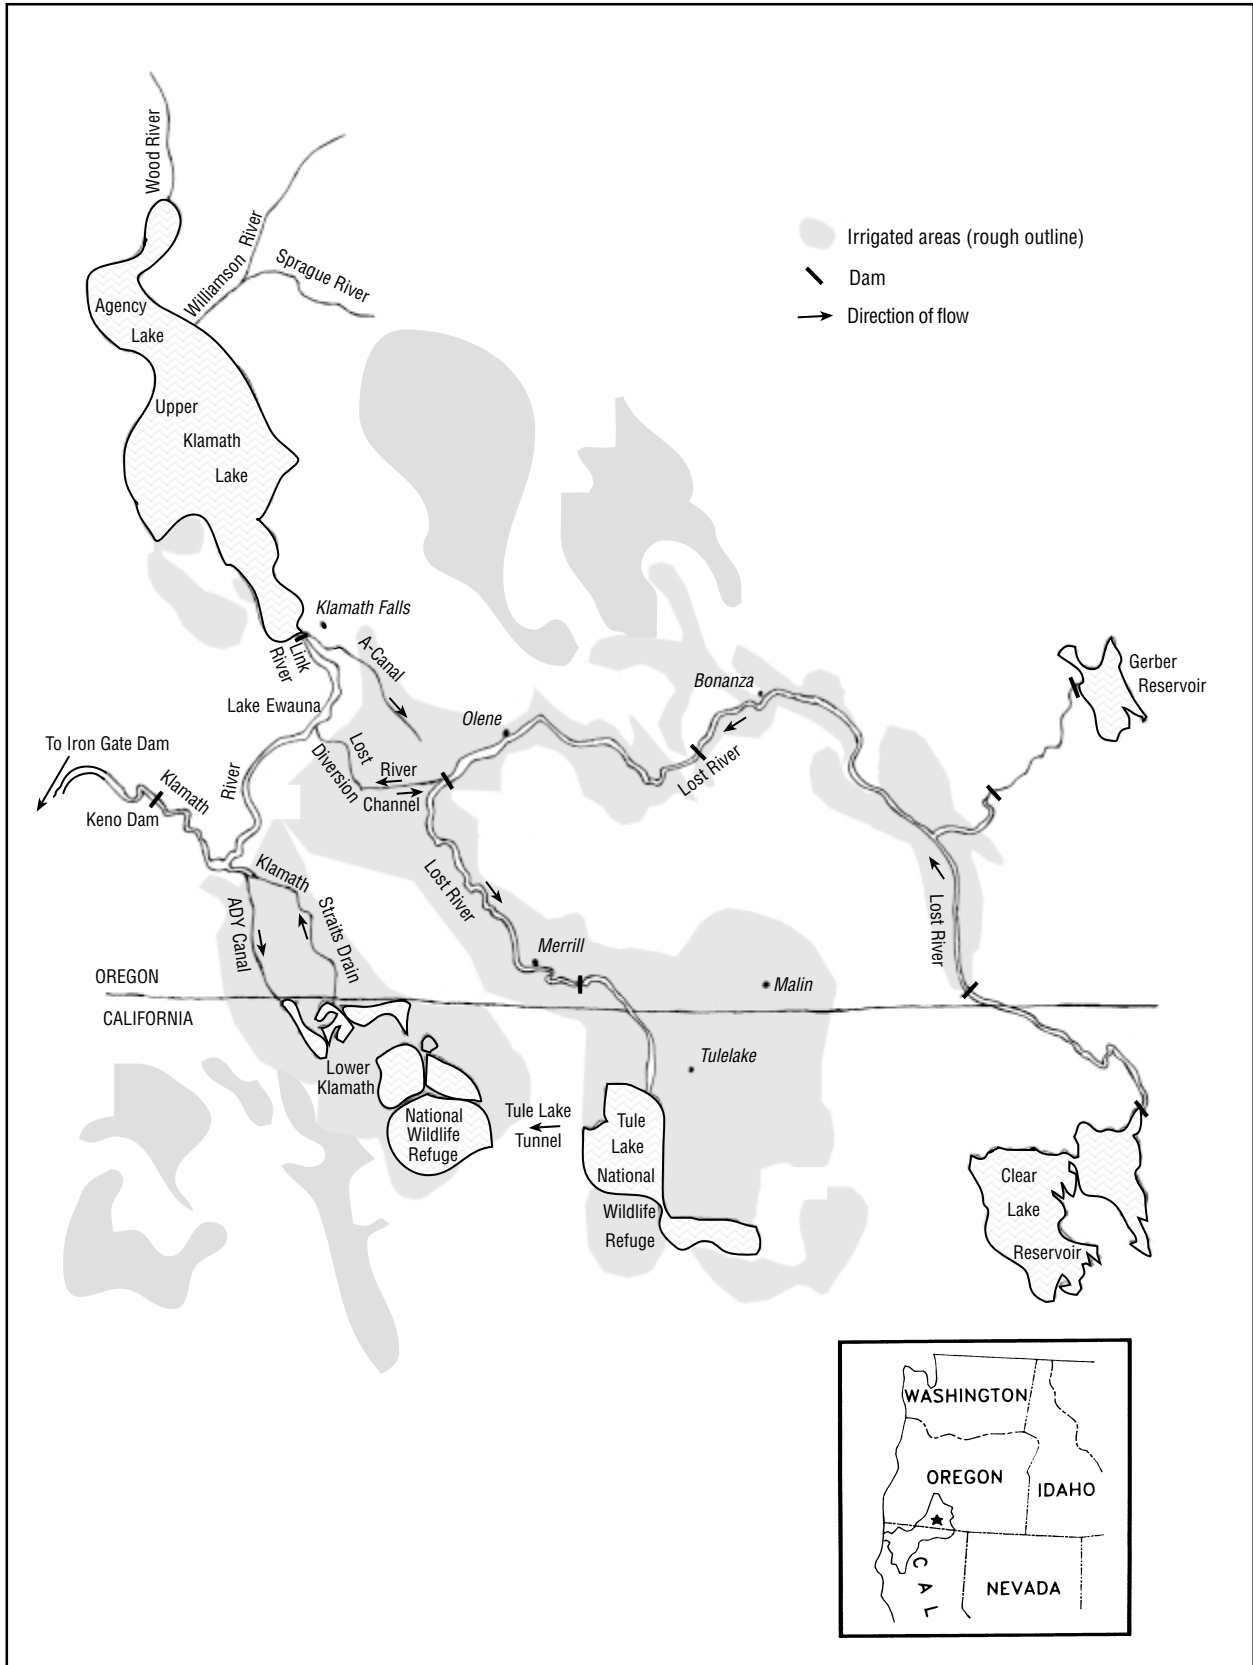 Wood River
Williamson River
Sprague River
Irrigated areas (rough outline)
Dam
Direction of flow
Agency
Lake
Upper
Klamath
Lake
Klamath Falls
Link
River
A-Canal
Lake Ewauna
Bonanza
Gerber
Reservoir
Olene
To Iron Gate Dam
Lost
River
Diversion
Channel
Lost River
Klamath
River
Keno Dam
Klamath
Straits Drain
ADY Canal
Lost River
Lost River
Merrill
Malin
OREGON
CALIFORNIA
Tulelake
Lower
Klamath
National
Wildlife
Refuge
Tule Lake
Tunnel
Tule
Lake
National
Wildlife
Refuge
Clear
Lake
Reservoir
WASHINGTON
OREGON
IDAHO
CAL
NEVADA